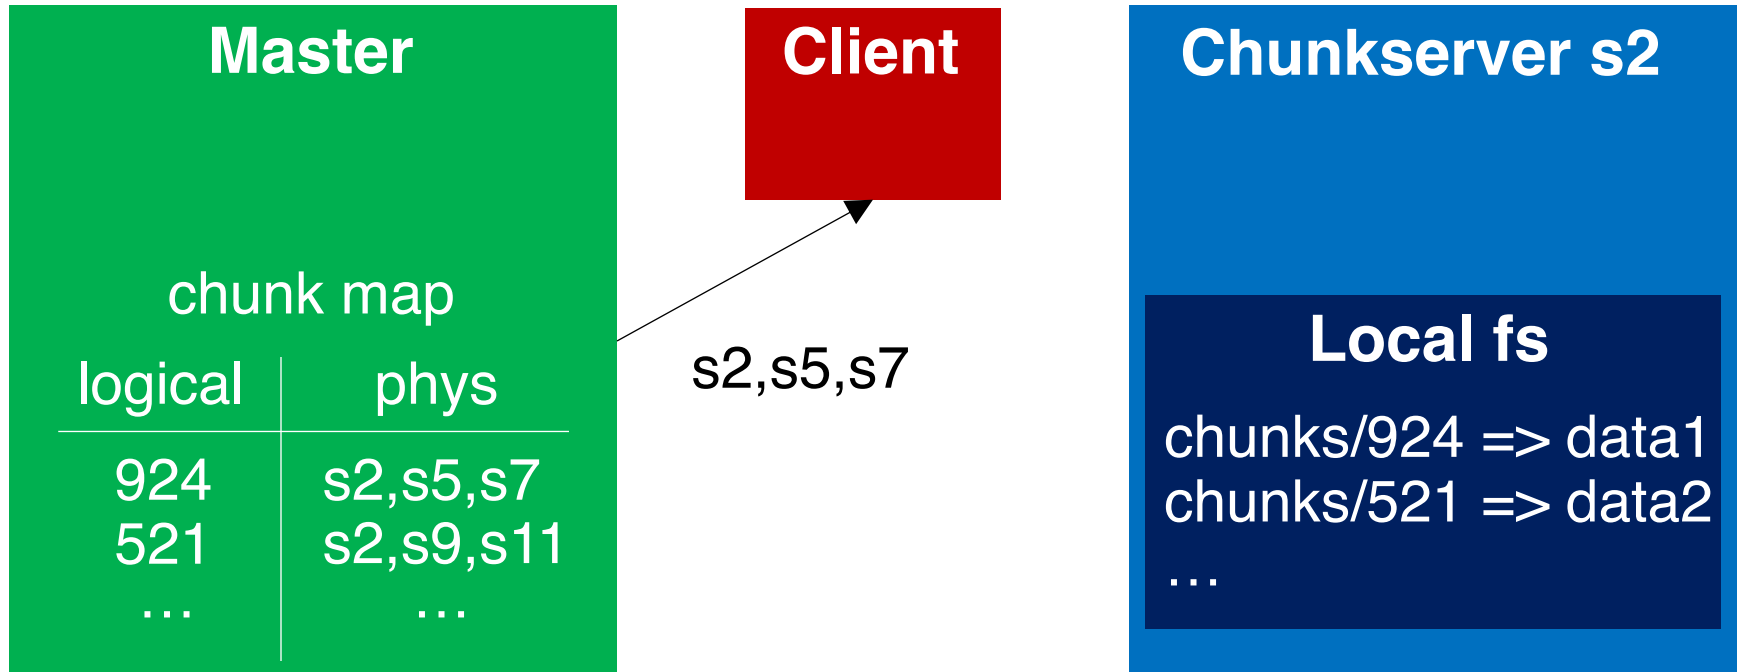 Master
chunk map
logical phys
924 s2,s5,s7
521 s2,s9,s11
… …
Client
s2,s5,s7
Chunkserver s2
Local fs
chunks/924 => data1
chunks/521 => data2
…